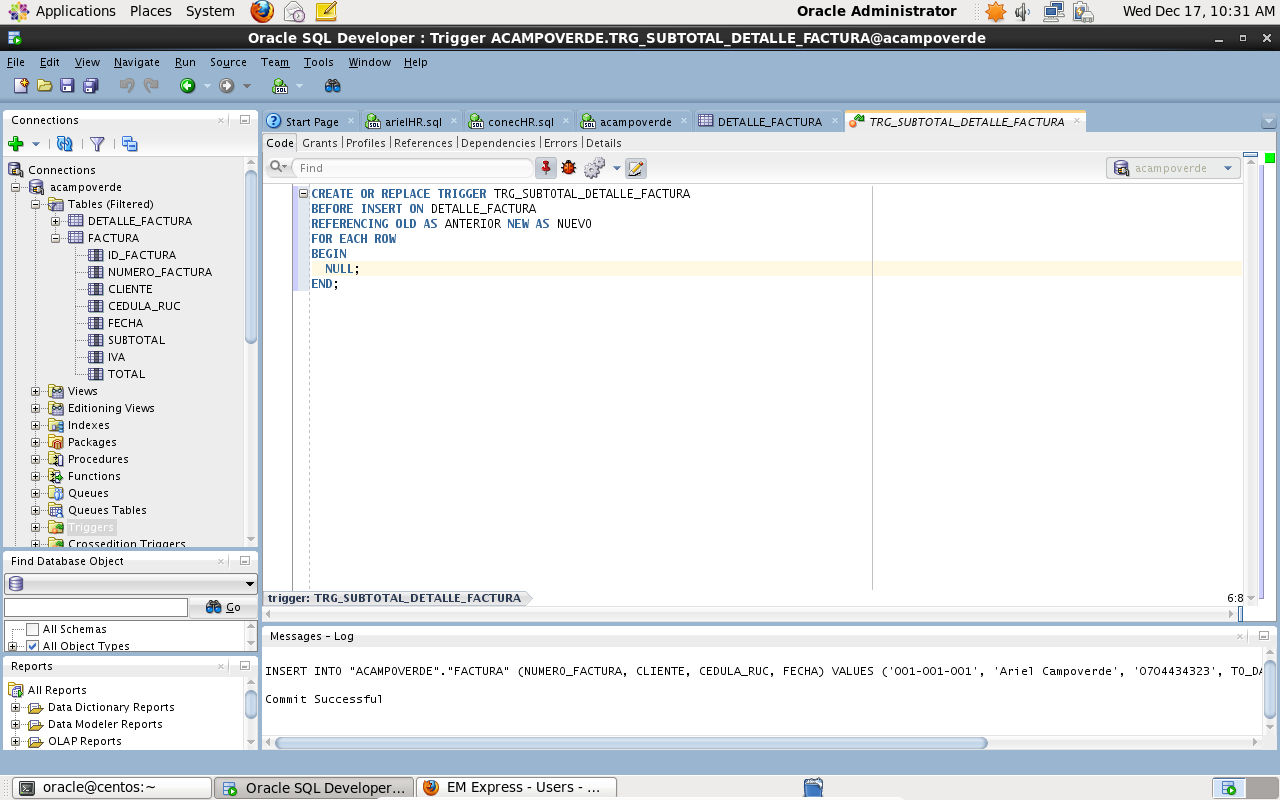 Applications Places System Oracle Administrator Wed Dec 17, 10:31 AM
Oracle SQL Developer : Trigger ACAMPOVERDE.TRG_SUBTOTAL_DETALLE_FACTURA@acampoverde
File Edit View Navigate Run Source Team Tools Window Help
Connections
Connections
acampoverde
Tables (Filtered)
DETALLE_FACTURA
FACTURA
ID_FACTURA
NUMERO_FACTURA
CLIENTE
CEDULA_RUC
FECHA
SUBTOTAL
IVA
TOTAL
Views
Editioning Views
Indexes
Packages
Procedures
Functions
Queues
Queues Tables
Triggers
Crossedition Triggers
Find Database Object
Go
All Schemas
All Object Types
Reports
All Reports
Data Dictionary Reports
Data Modeler Reports
OLAP Reports
Start Page arielHR.sql conecHR.sql acampoverde DETALLE_FACTURA TRG_SUBTOTAL_DETALLE_FACTURA
Code Grants Profiles References Dependencies Errors Details
Find acampoverde
CREATE OR REPLACE TRIGGER TRG_SUBTOTAL_DETALLE_FACTURA
BEFORE INSERT ON DETALLE_FACTURA
REFERENCING OLD AS ANTERIOR NEW AS NUEVO
FOR EACH ROW
BEGIN
NULL;
END;
trigger: TRG_SUBTOTAL_DETALLE_FACTURA 6:8
Messages - Log
INSERT INTO "ACAMPOVERDE"."FACTURA" (NUMERO_FACTURA, CLIENTE, CEDULA_RUC, FECHA) VALUES ('001-001-001', 'Ariel Campoverde', '0704434323', TO_DA
Commit Successful
oracle@centos:~ Oracle SQL Developer... EM Express - Users - ...